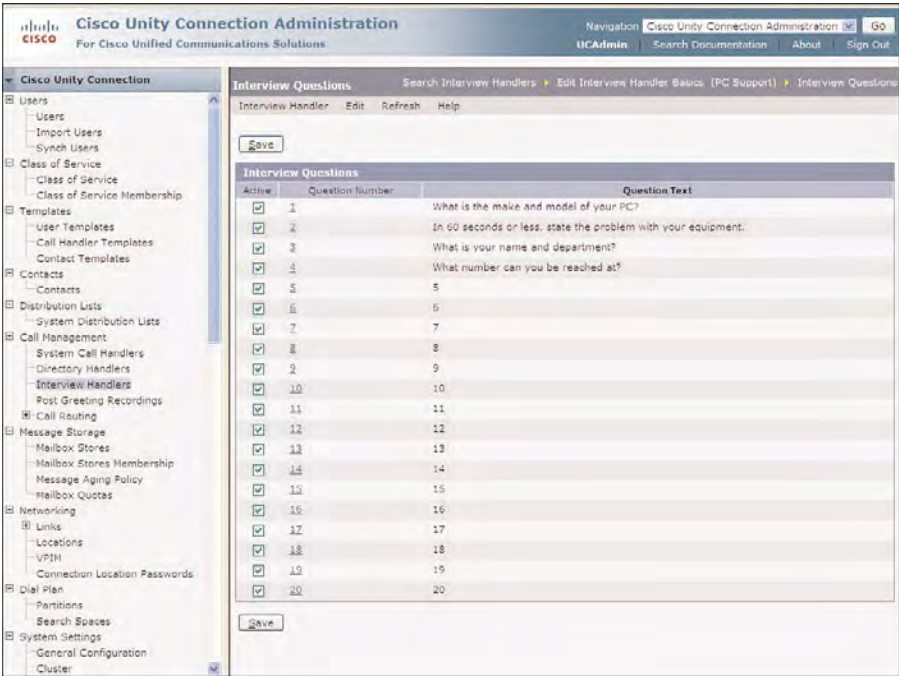 Cisco Unity Connection Administration
CISCO
For Cisco Unified Communications Solutions
Navigation Cisco Unity Connection Administration Go
UCAdmin Search Documentation About Sign Out
Cisco Unity Connection
Users
Users
Import Users
Synch Users
Class of Service
Class of Service
Class of Service Membership
Templates
User Templates
Call Handler Templates
Contact Templates
Contacts
Contacts
Distribution Lists
System Distribution Lists
Call Management
System Call Handlers
Directory Handlers
Interview Handlers
Post Greeting Recordings
Call Routing
Message Storage
Mailbox Stores
Mailbox Stores Membership
Message Aging Policy
Mailbox Quotas
Networking
Links
Locations
VPIM
Connection Location Passwords
Dial Plan
Partitions
Search Spaces
System Settings
General Configuration
Cluster
Interview Questions Search Interview Handlers Edit Interview Handler Basics (PC Support) Interview Questions
Interview Handler Edit Refresh Help
Save
Interview Questions
Active Question Number Question Text
1 What is the make and model of your PC?
2 In 60 seconds or less, state the problem with your equipment.
3 What is your name and department?
4 What number can you be reached at?
5 5
6 6
7 7
8 8
9 9
10 10
11 11
12 12
13 13
14 14
15 15
16 16
17 17
18 18
19 19
20 20
Save